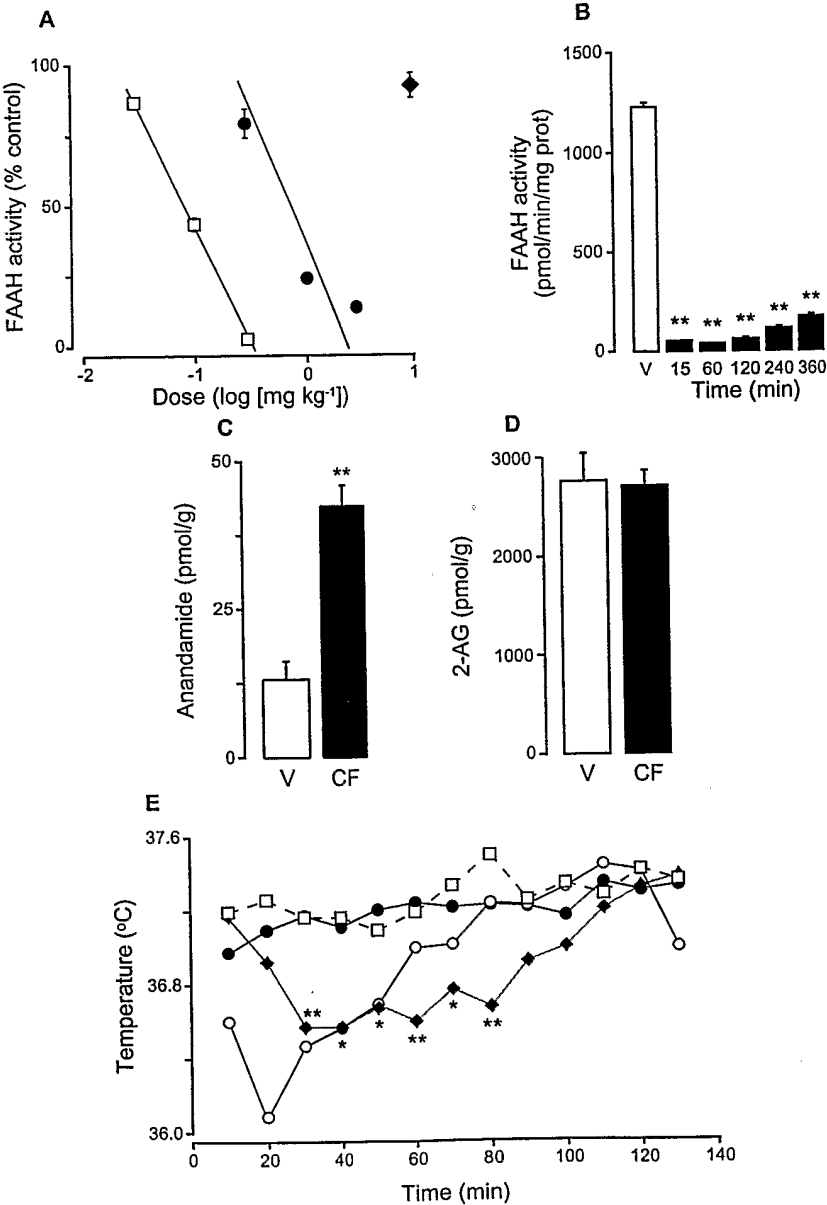 A
FAAH activity (% control)
100
50
0
-2
-1
0
1
Dose (log [mg kg-1])
B
FAAH activity
(pmol/min/mg prot)
1500
1000
500
0
**
**
**
**
**
V
15
60
120
240
360
Time (min)
C
Anandamide (pmol/g)
50
25
0
**
V
CF
D
2-AG (pmol/g)
3000
2000
1000
0
V
CF
E
Temperature (ºC)
37.6
36.8
36.0
**
*
*
**
*
**
0
20
40
60
80
100
120
140
Time (min)